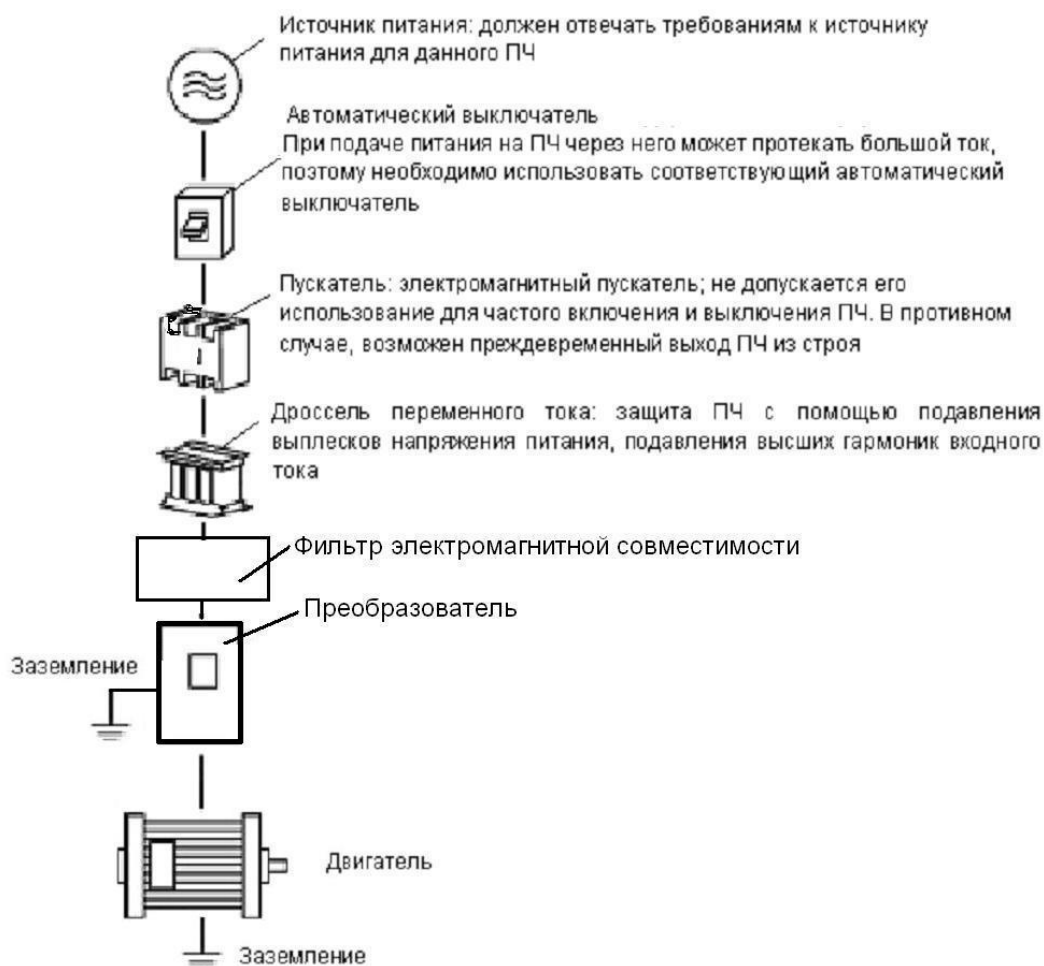 Источник питания: должен отвечать требованиям к источнику
питания для данного ПЧ
Автоматический выключатель
При подаче питания на ПЧ через него может протекать большой ток,
поэтому необходимо использовать соответствующий автоматический
выключатель
Пускатель: электромагнитный пускатель; не допускается его
использование для частого включения и выключения ПЧ. В противном
случае, возможен преждевременный выход ПЧ из строя
Дроссель переменного тока: защита ПЧ с помощью подавления
выплесков напряжения питания, подавления высших гармоник входного
тока
Фильтр электромагнитной совместимости
Преобразователь
Заземление
Двигатель
Заземление